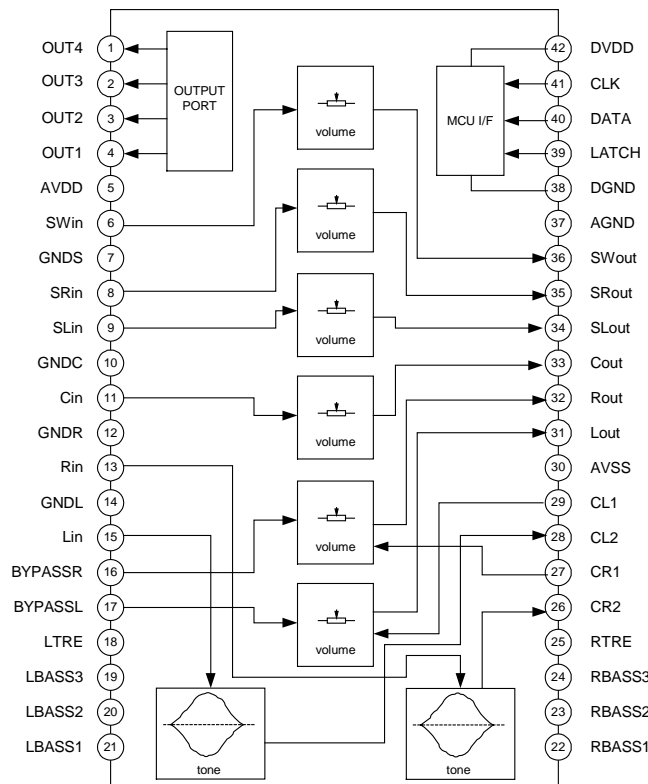 OUT4 1 42 DVDD
OUTPUT
PORT
OUT3 2 41 CLK
OUT2 3 volume MCU I/F 40 DATA
OUT1 4 39 LATCH
AVDD 5 38 DGND
SWin 6 37 AGND
volume
GNDS 7 36 SWout
SRin 8 35 SRout
SLin 9 34 SLout
volume
GNDC 10 33 Cout
Cin 11 32 Rout
GNDR 12 volume 31 Lout
Rin 13 30 AVSS
GNDL 14 29 CL1
Lin 15 28 CL2
volume
BYPASSR 16 27 CR1
BYPASSL 17 26 CR2
LTRE 18 volume 25 RTRE
LBASS3 19 24 RBASS3
LBASS2 20 23 RBASS2
LBASS1 21 22 RBASS1
tone tone